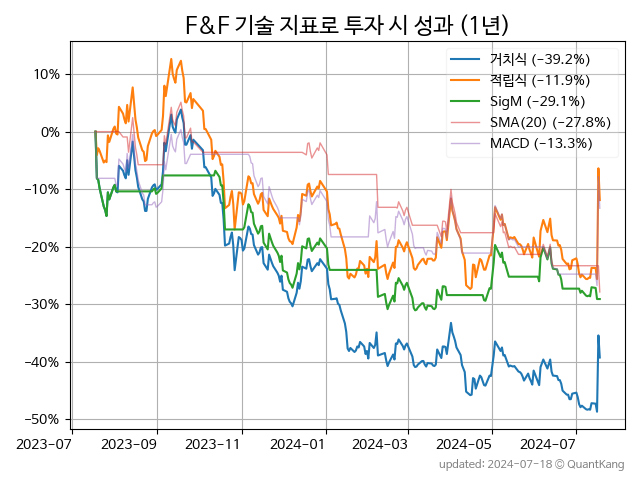 F&F 기술 지표로 투자 시 성과 (1년)
거치식 (−39.2%)
적립식 (−11.9%)
SigM (−29.1%)
SMA(20) (−27.8%)
MACD (−13.3%)
10%
0%
−10%
−20%
−30%
−40%
−50%
2023-07 2023-09 2023-11 2024-01 2024-03 2024-05 2024-07
updated: 2024-07-18 © QuantKang